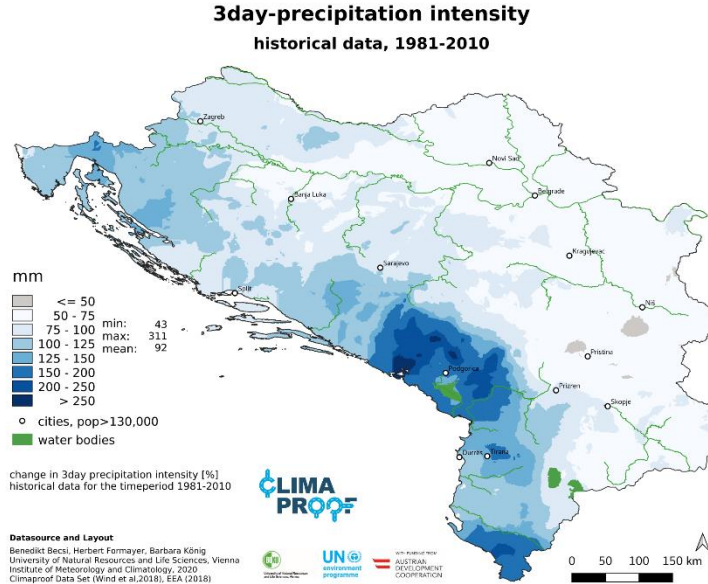 3day-precipitation intensity
historical data, 1981-2010
Zagreb
Novi Sad
Belgrade
Banja Luka
Kragujevac
Sarajevo
Split
Niš
Pristina
Podgorica
Prizren
Skopje
Durrës
Tirana
mm
<= 50
50 - 75
75 - 100
100 - 125
125 - 150
150 - 200
200 - 250
> 250
min: 43
max: 311
mean: 92
cities, pop>130,000
water bodies
change in 3day precipitation intensity [%]
historical data for the timeperiod 1981-2010
CLIMA
PROOF
Datasource and Layout
Benedikt Becsi, Herbert Formayer, Barbara König
University of Natural Resources and Life Sciences, Vienna
Institute of Meteorology and Climatology, 2020
Climaproof Data Set (Wind et al,2018), EEA (2018)
UN
environment
programme
WITH FUNDING FROM
AUSTRIAN
DEVELOPMENT
COOPERATION
0 50 100 150 km